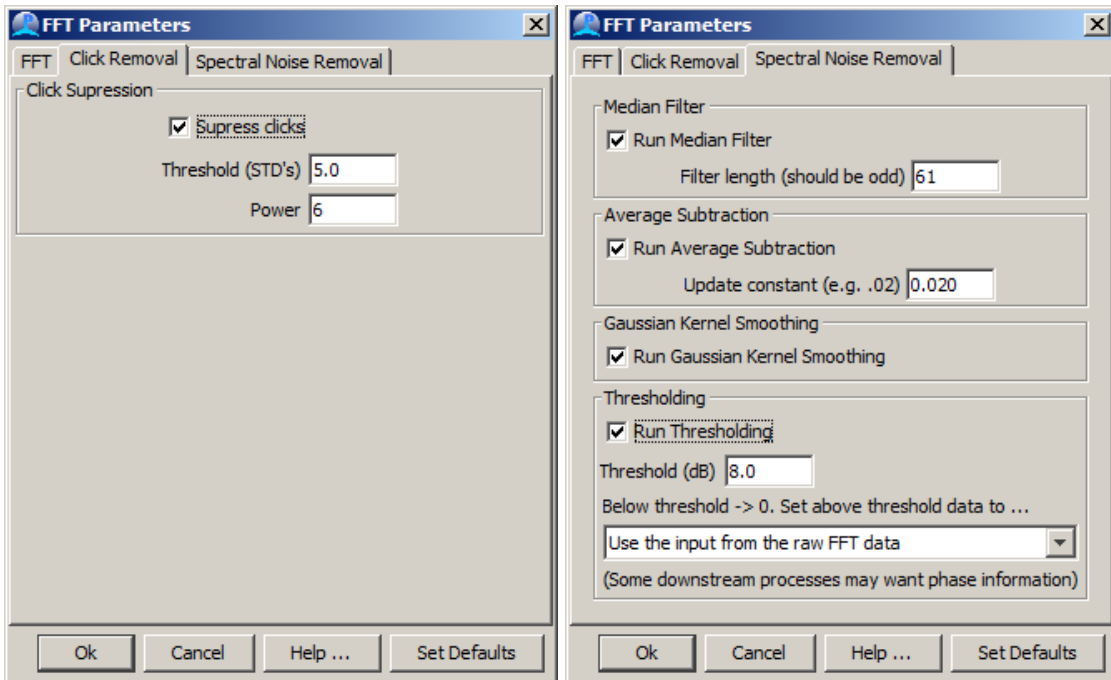 FFT Parameters
FFT Click Removal Spectral Noise Removal
Click Supression
Supress clicks
Threshold (STD's) 5.0
Power 6
Ok Cancel Help ... Set Defaults
FFT Parameters
FFT Click Removal Spectral Noise Removal
Median Filter
Run Median Filter
Filter length (should be odd) 61
Average Subtraction
Run Average Subtraction
Update constant (e.g. .02) 0.020
Gaussian Kernel Smoothing
Run Gaussian Kernel Smoothing
Thresholding
Run Thresholding
Threshold (dB) 8.0
Below threshold -> 0. Set above threshold data to ...
Use the input from the raw FFT data
(Some downstream processes may want phase information)
Ok Cancel Help ... Set Defaults